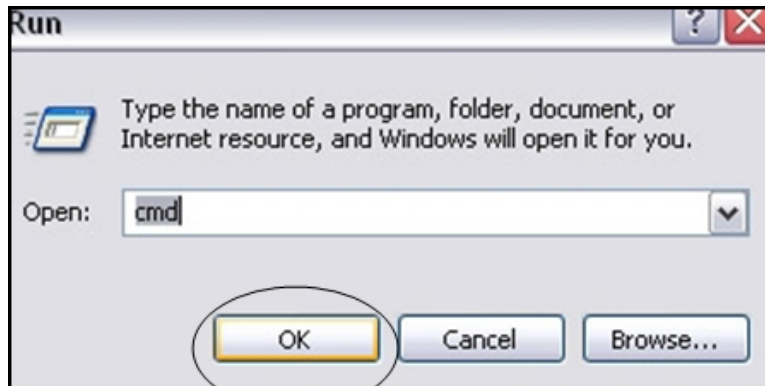 Run
Type the name of a program, folder, document, or
Internet resource, and Windows will open it for you.
Open: cmd
OK Cancel Browse...